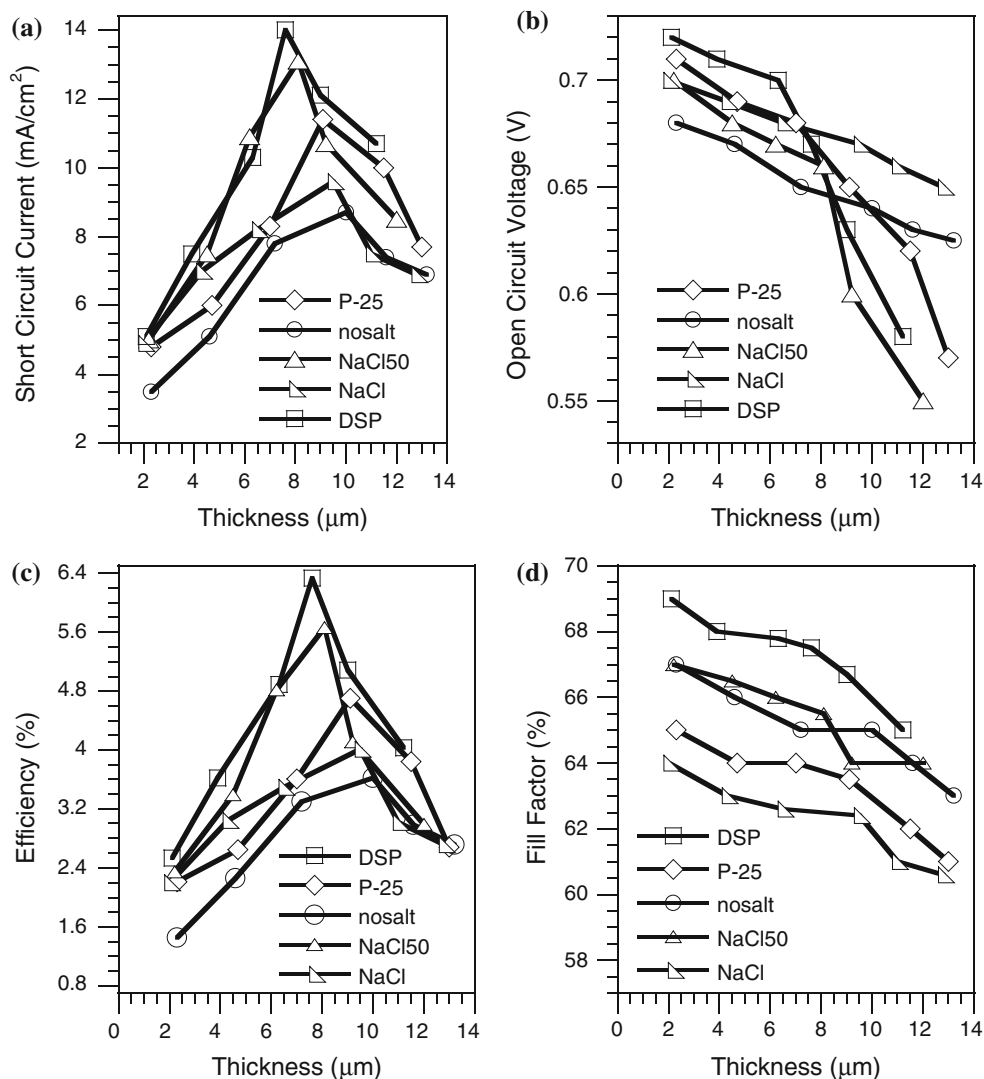 (a)
Short Circuit Current (mA/cm²)
14
12
10
8
6
4
2
2 4 6 8 10 12 14
Thickness (μm)
P-25
nosalt
NaCl50
NaCl
DSP
(b)
Open Circuit Voltage (V)
0.7
0.65
0.6
0.55
0 2 4 6 8 10 12 14
Thickness (μm)
P-25
nosalt
NaCl50
NaCl
DSP
(c)
Efficiency (%)
6.4
5.6
4.8
4
3.2
2.4
1.6
0.8
0 2 4 6 8 10 12 14
Thickness (μm)
DSP
P-25
nosalt
NaCl50
NaCl
(d)
Fill Factor (%)
70
68
66
64
62
60
58
0 2 4 6 8 10 12 14
Thickness (μm)
DSP
P-25
nosalt
NaCl50
NaCl